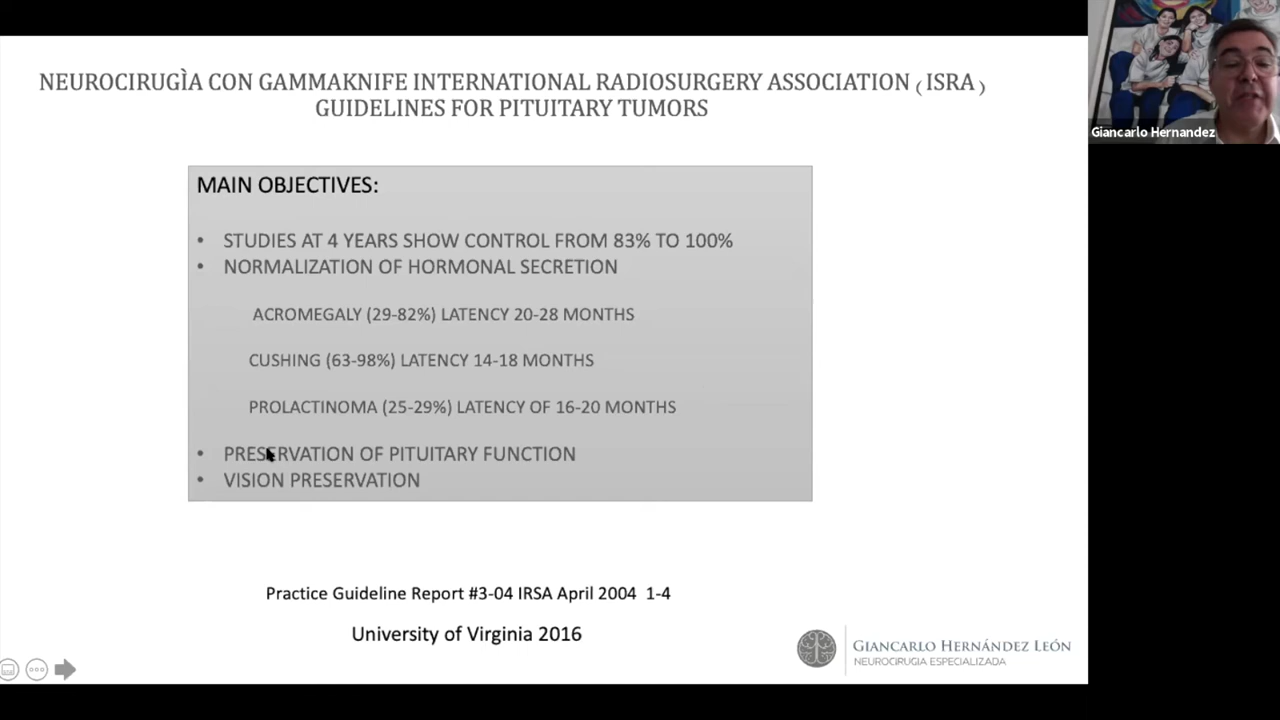 NEUROCIRUGÌA CON GAMMAKNIFE INTERNATIONAL RADIOSURGERY ASSOCIATION ( ISRA )
GUIDELINES FOR PITUITARY TUMORS
MAIN OBJECTIVES:
• STUDIES AT 4 YEARS SHOW CONTROL FROM 83% TO 100%
• NORMALIZATION OF HORMONAL SECRETION
ACROMEGALY (29-82%) LATENCY 20-28 MONTHS
CUSHING (63-98%) LATENCY 14-18 MONTHS
PROLACTINOMA (25-29%) LATENCY OF 16-20 MONTHS
• PRESERVATION OF PITUITARY FUNCTION
• VISION PRESERVATION
Practice Guideline Report #3-04 IRSA April 2004 1-4
University of Virginia 2016
GIANCARLO HERNÁNDEZ LEÓN
NEUROCIRUGIA ESPECIALIZADA
Giancarlo Hernandez